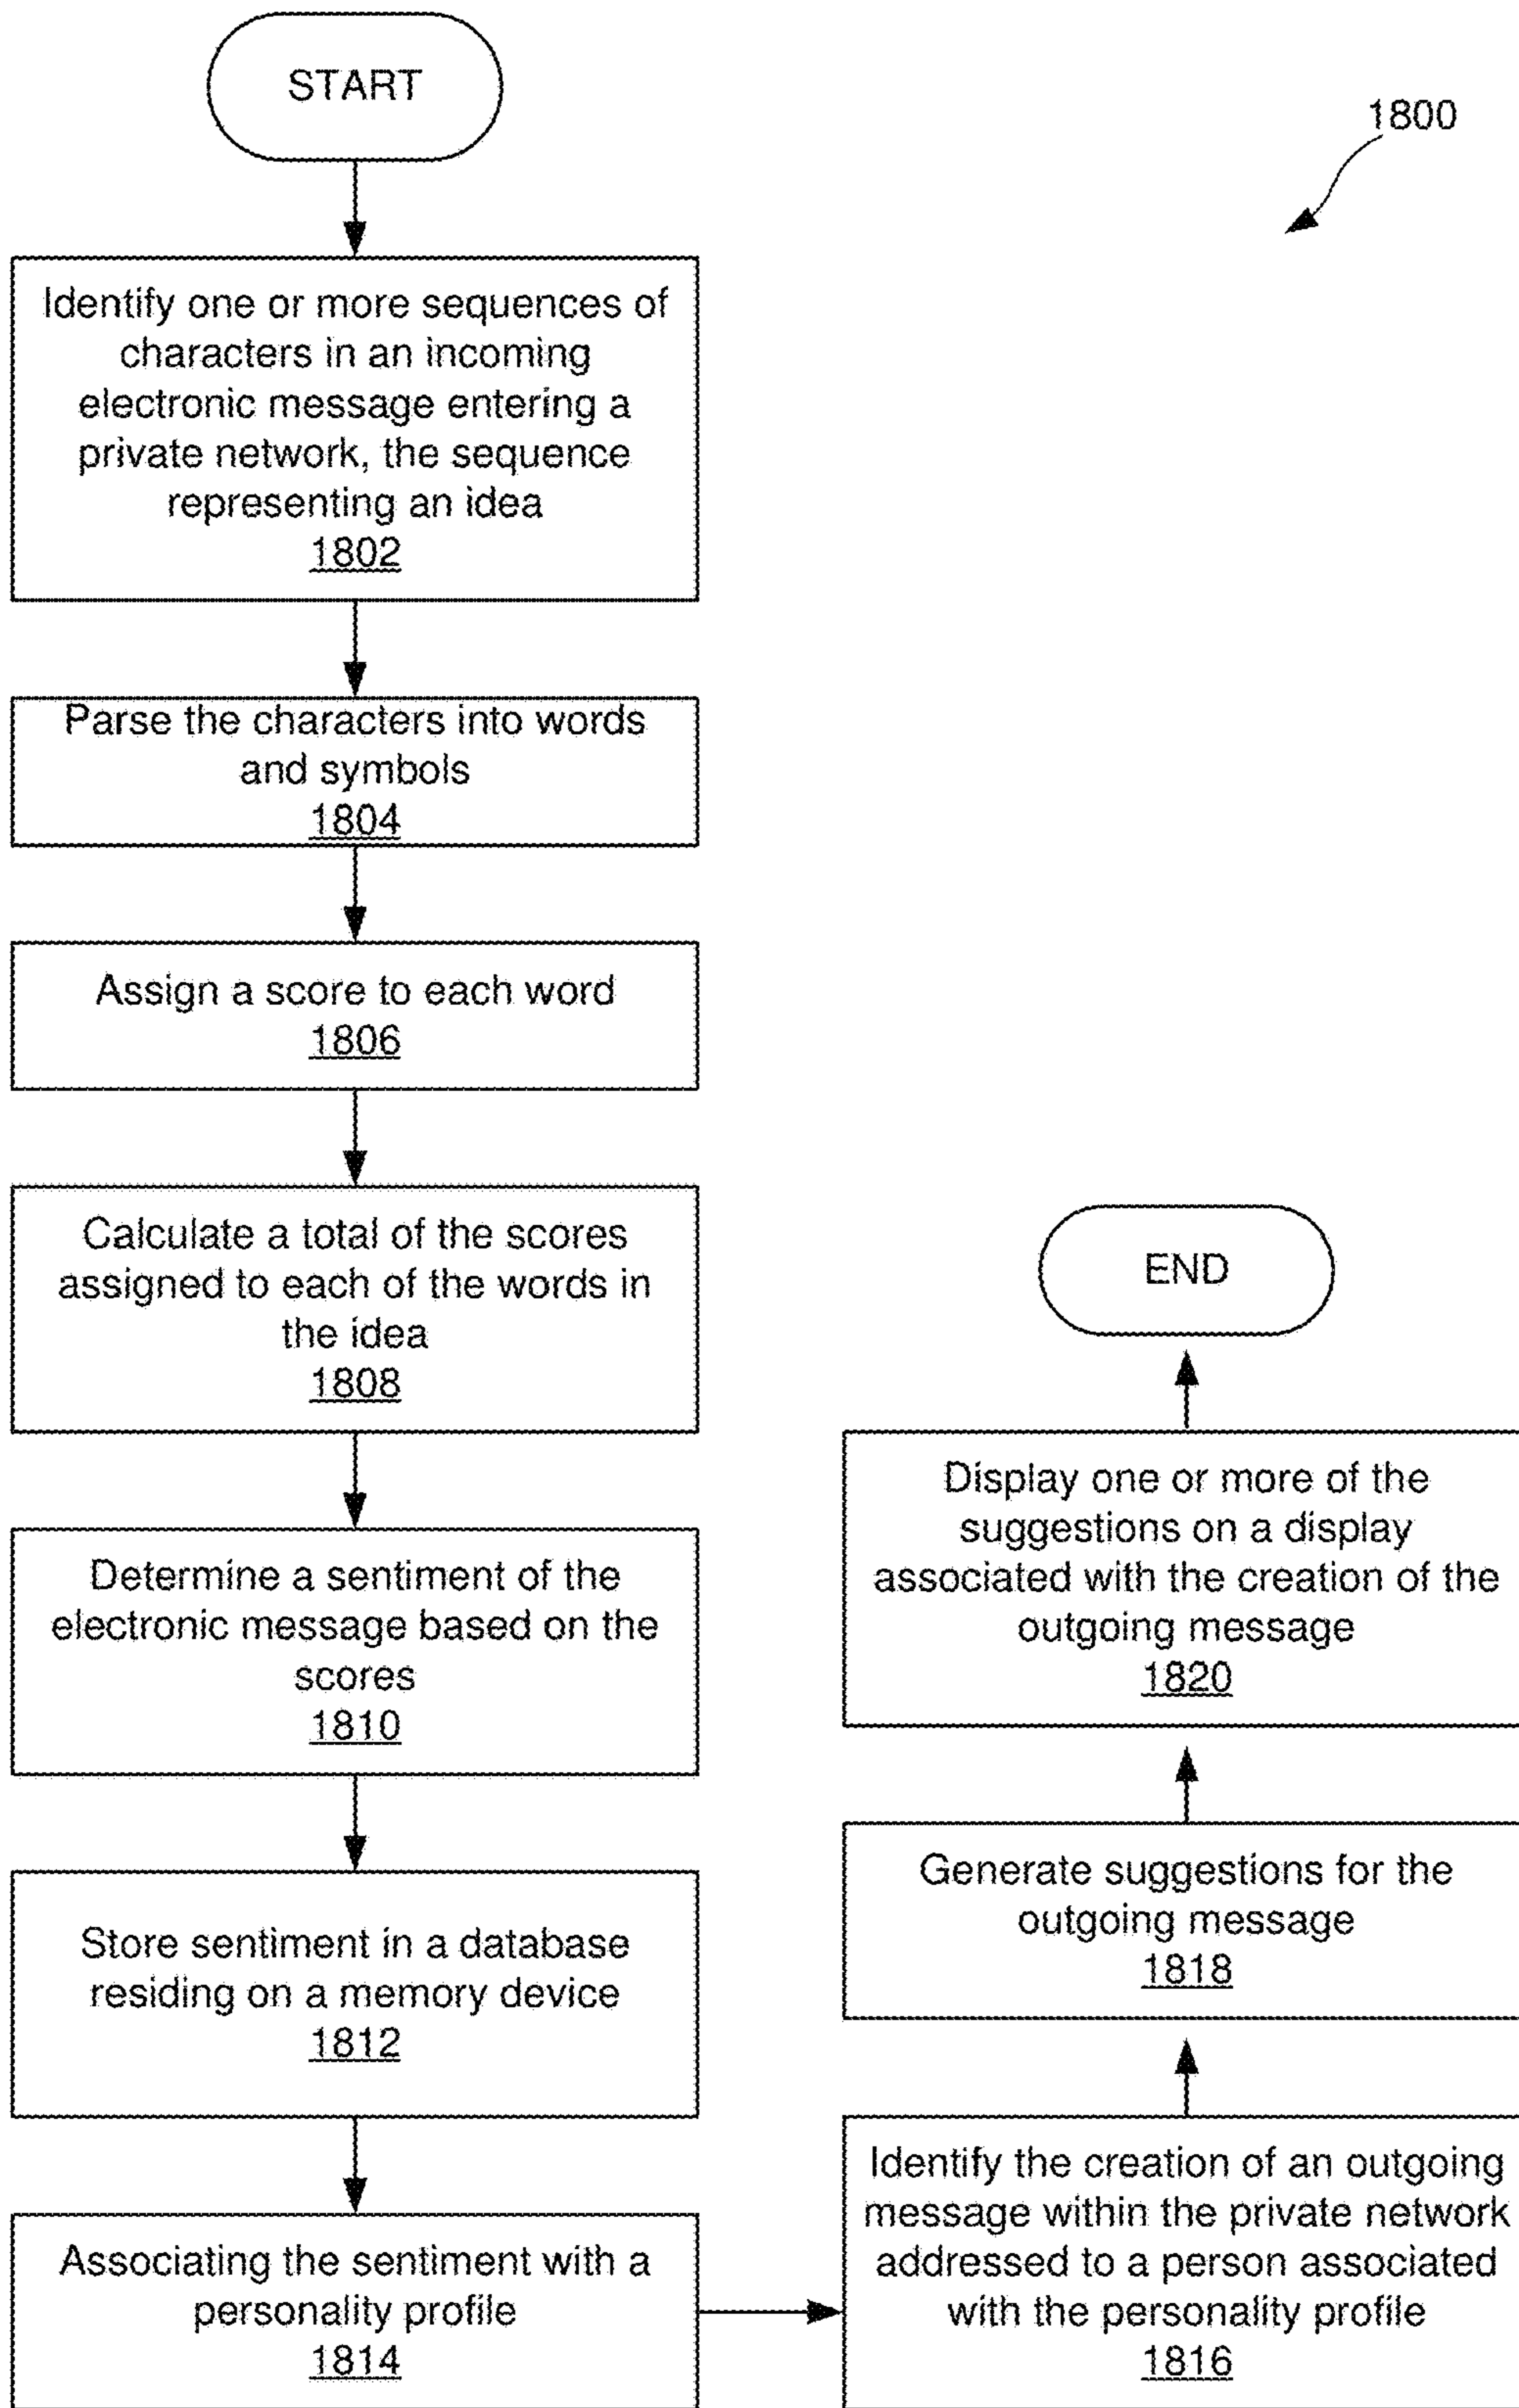 START
1800
Identify one or more sequences of
characters in an incoming
electronic message entering a
private network, the sequence
representing an idea
1802
Parse the characters into words
and symbols
1804
Assign a score to each word
1806
Calculate a total of the scores
assigned to each of the words in
the idea
1808
Determine a sentiment of the
electronic message based on the
scores
1810
Store sentiment in a database
residing on a memory device
1812
Associating the sentiment with a
personality profile
1814
Identify the creation of an outgoing
message within the private network
addressed to a person associated
with the personality profile
1816
Generate suggestions for the
outgoing message
1818
Display one or more of the
suggestions on a display
associated with the creation of the
outgoing message
1820
END